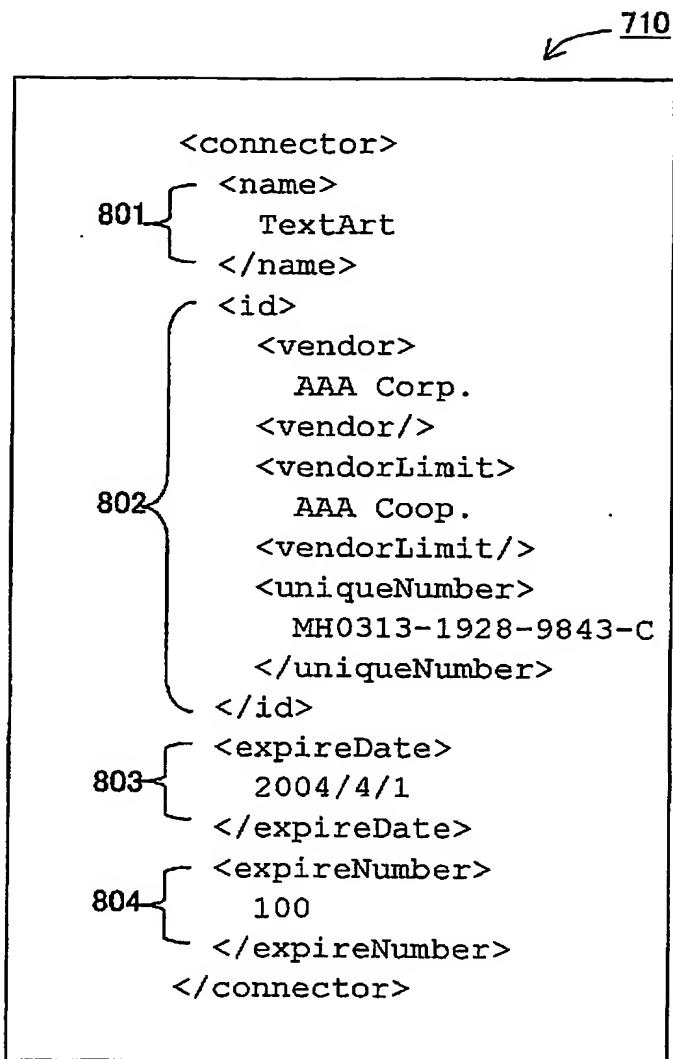 710
<connector>
801
<name>
TextArt
</name>
802
<id>
<vendor>
AAA Corp.
<vendor/>
<vendorLimit>
AAA Coop.
<vendorLimit/>
<uniqueNumber>
MH0313-1928-9843-C
</uniqueNumber>
</id>
803
<expireDate>
2004/4/1
</expireDate>
804
<expireNumber>
100
</expireNumber>
</connector>